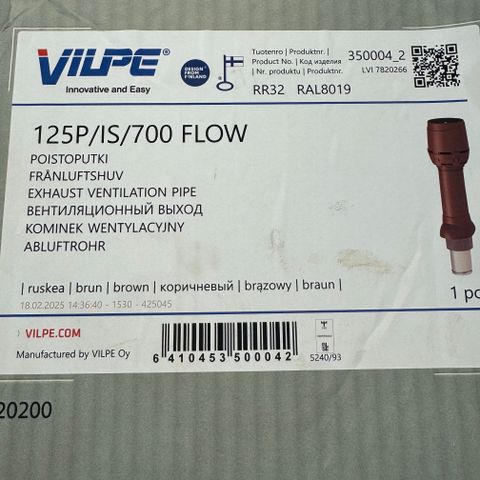 VILPE®
Innovative and Easy
DESIGN FROM FINLAND
Tuotenro | Produktnr. |
Product No. | Код изделия
| Nr. produktu | Produktnr.
350004_2
LVI 7820266
RR32 RAL8019
125P/IS/700 FLOW
POISTOPUTKI
FRÅNLUFTSHUV
EXHAUST VENTILATION PIPE
ВЕНТИЛЯЦИОННЫЙ ВЫХОД
KOMINEK WENTYLACYJNY
ABLUFTROHR
| ruskea | brun | brown | коричневый | brązowy | braun |
18.02.2025 14:36:40 - 1530 - 425045
1 pc
> VILPE.COM
Manufactured by VILPE Oy
6 410453 500042
5240/93
20200